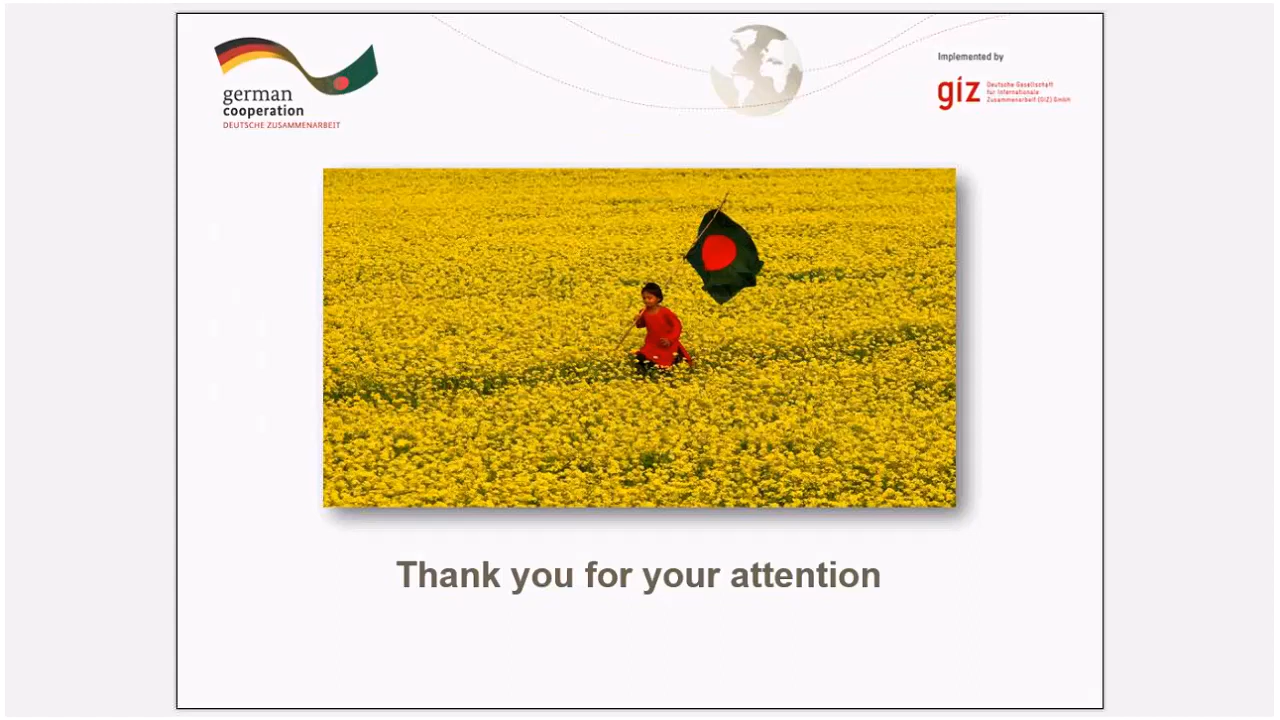 german
cooperation
DEUTSCHE ZUSAMMENARBEIT
Implemented by
giz
Deutsche Gesellschaft
für Internationale
Zusammenarbeit (GIZ) GmbH
Thank you for your attention